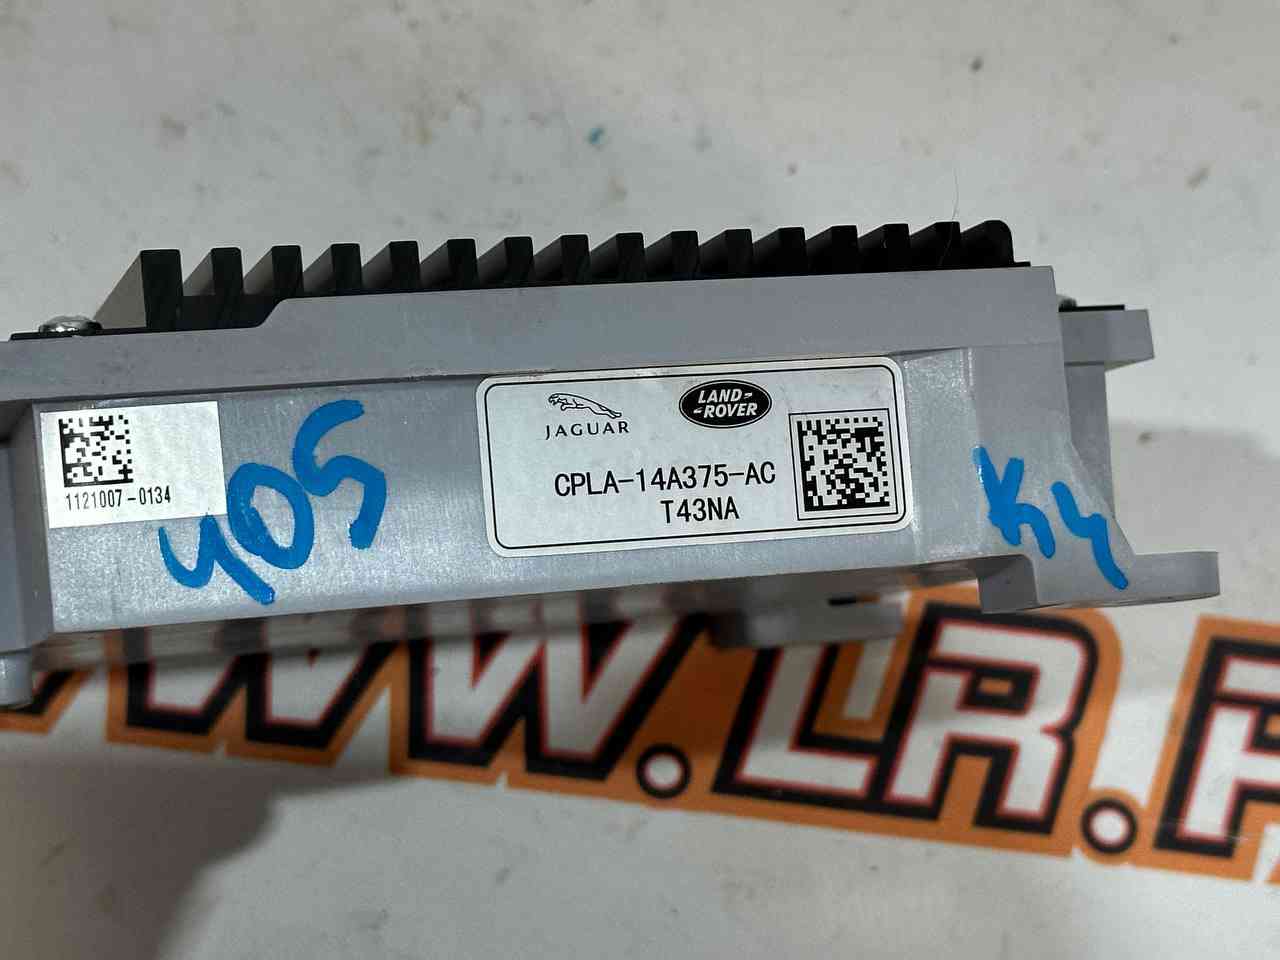 JAGUAR
LAND-
-ROVER
CPLA-14A375-AC
T43NA
1121007-0134
405
K4
WWW.LR.R